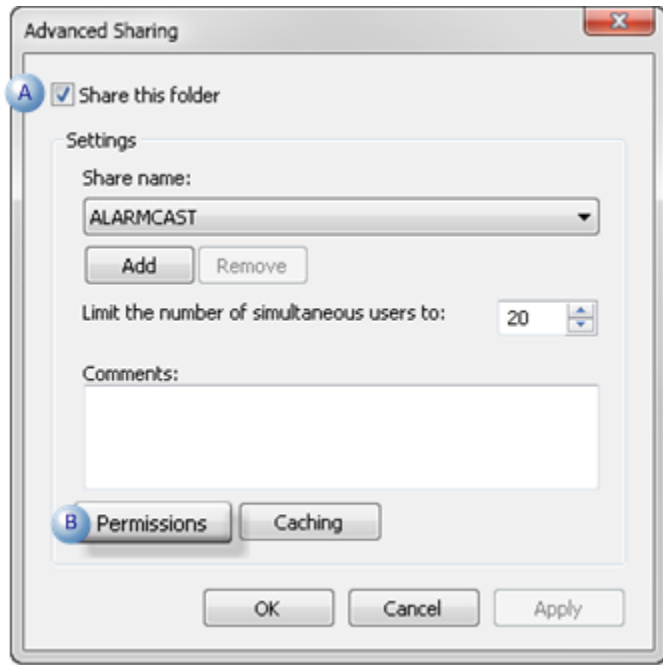 Advanced Sharing
A Share this folder
Settings
Share name:
ALARMCAST
Add Remove
Limit the number of simultaneous users to: 20
Comments:
B Permissions Caching
OK Cancel Apply